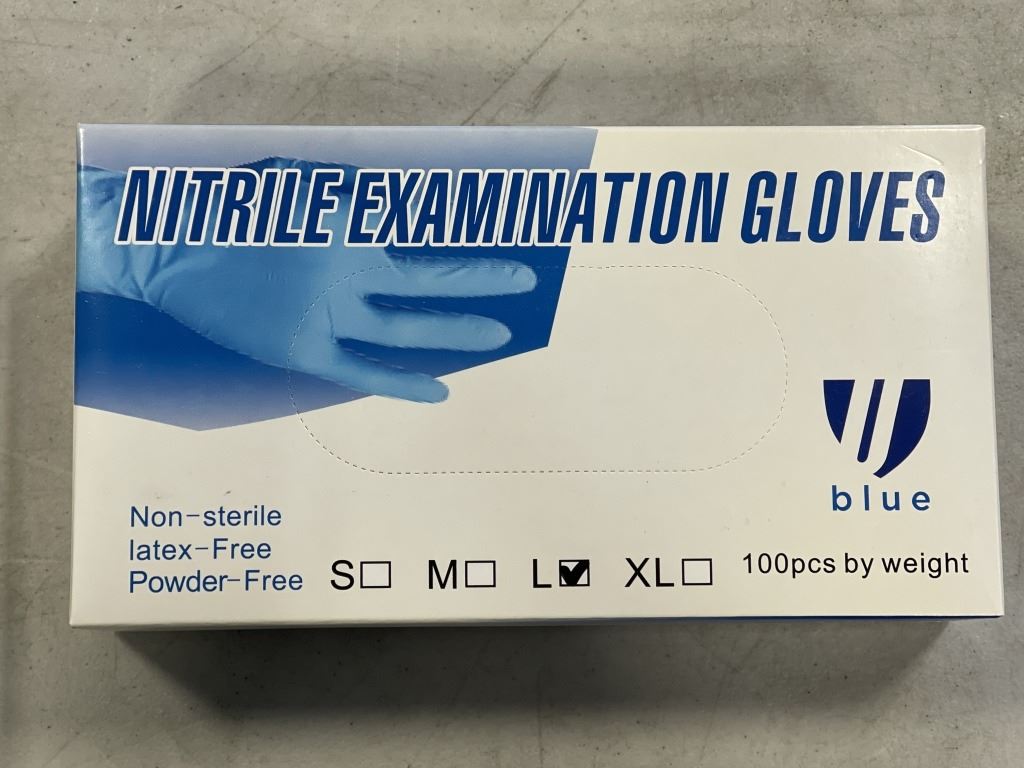 NITRILE EXAMINATION GLOVES
blue
Non-sterile
latex-Free
Powder-Free
S☐ M☐ L☑ XL☐ 100pcs by weight